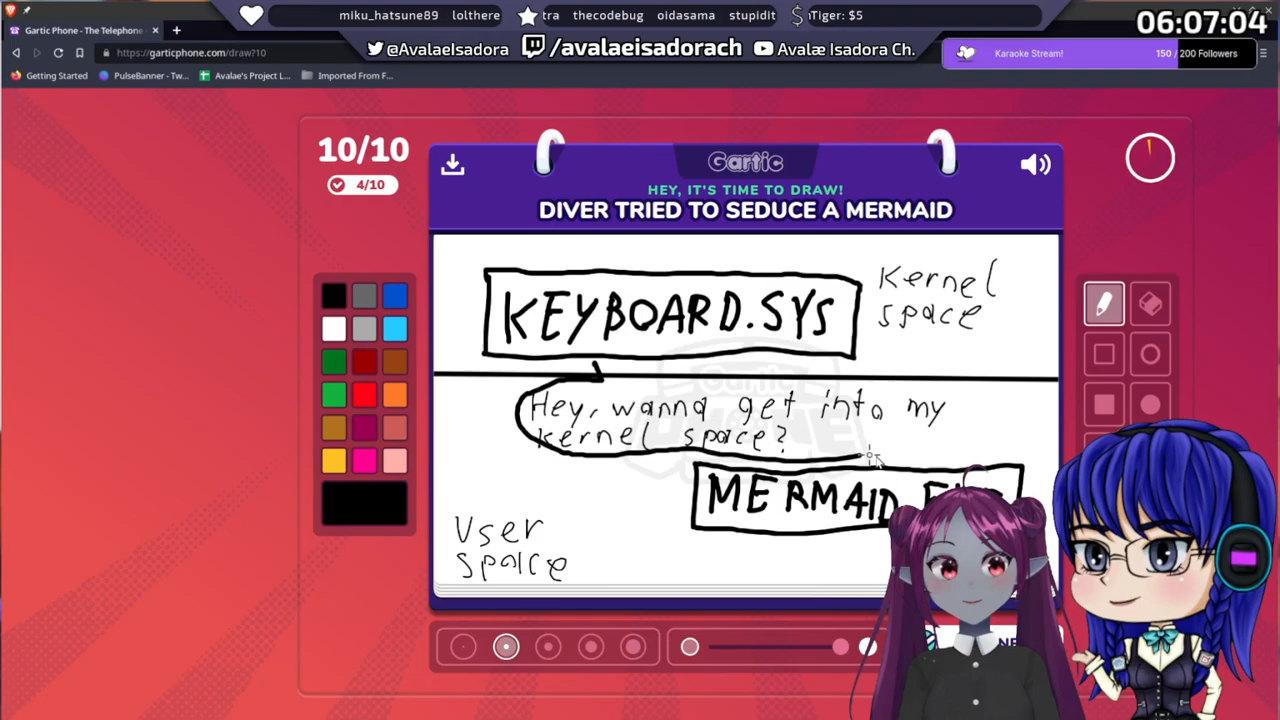 miku_hatsune89 lolthere
tra thecodebug oidasama stupidit
Tiger: $5
06:07:04
Gartic Phone - The Telephone
https://garticphone.com/draw?10
@AvalaeIsadora
/avalaeisadorach
Avalæ Isadora Ch.
Karaoke Stream!
150 / 200 Followers
Getting Started
PulseBanner - Tw...
Avalae's Project L...
Imported From F...
10/10
4/10
Gartic
HEY, IT'S TIME TO DRAW!
DIVER TRIED TO SEDUCE A MERMAID
KEYBOARD.SYS
Kernel
space
Hey, wanna get into my
kernel space?
MERMAID
User
space